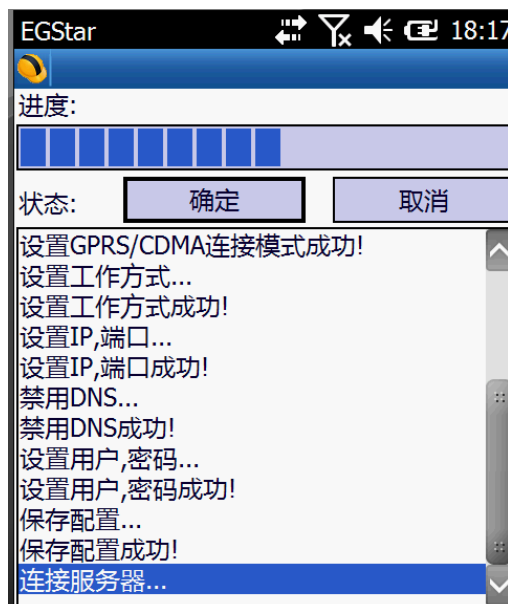 EGStar 18:17
进度:
状态: 确定 取消
设置GPRS/CDMA连接模式成功!
设置工作方式...
设置工作方式成功!
设置IP,端口...
设置IP,端口成功!
禁用DNS...
禁用DNS成功!
设置用户,密码...
设置用户,密码成功!
保存配置...
保存配置成功!
连接服务器...